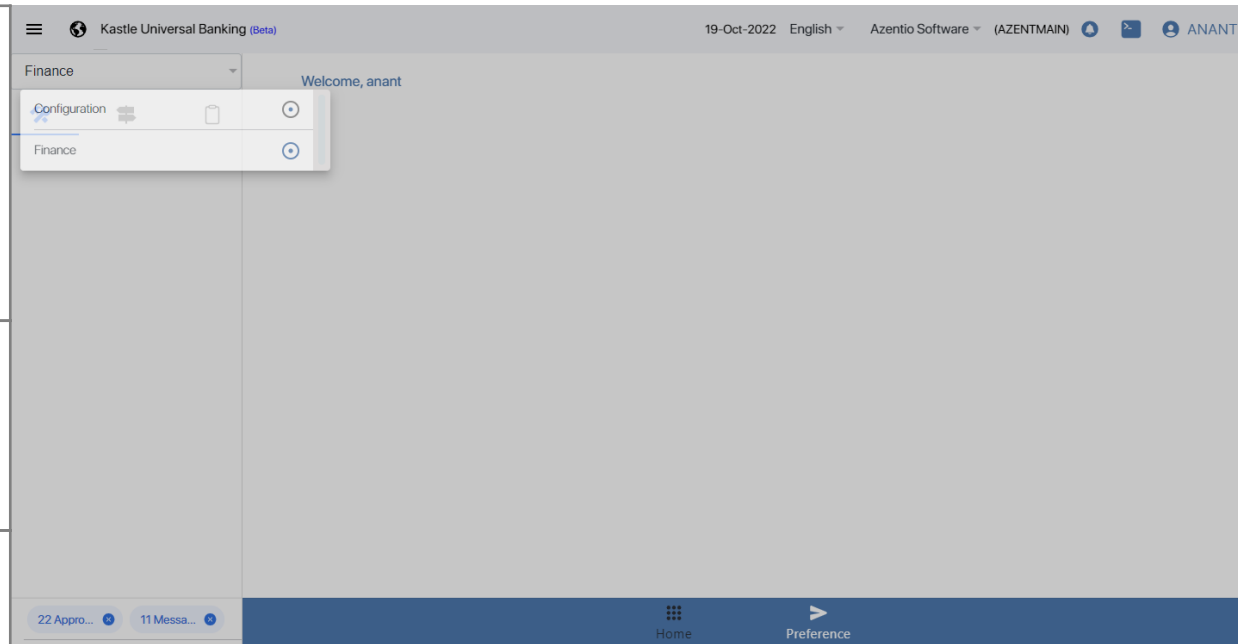 Kastle Universal Banking (Beta) 19-Oct-2022 English Azentio Software (AZENTMAIN) ANANT
Finance
Welcome, anant
Configuration
Finance
22 Appro... 11 Messa...
Home Preference